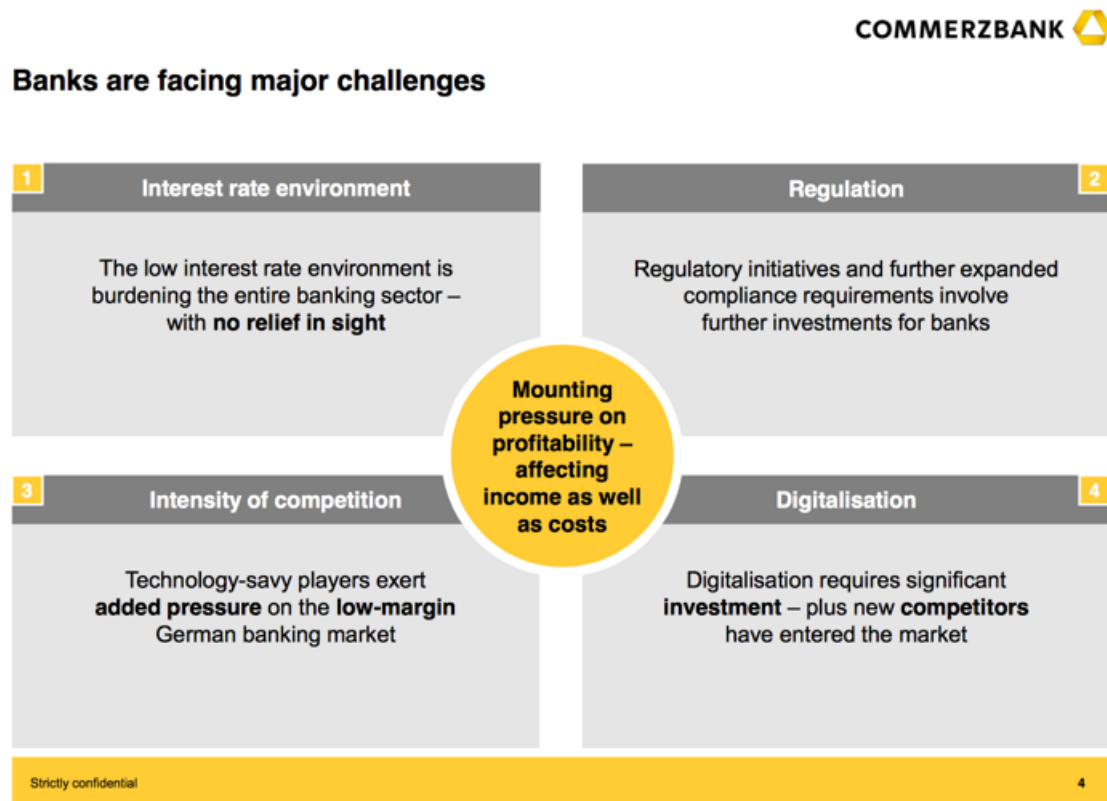 COMMERZBANK
Banks are facing major challenges
1
Interest rate environment
The low interest rate environment is
burdening the entire banking sector –
with no relief in sight
Regulation
2
Regulatory initiatives and further expanded
compliance requirements involve
further investments for banks
Mounting
pressure on
profitability –
affecting
income as well
as costs
3
Intensity of competition
Technology-savvy players exert
added pressure on the low-margin
German banking market
Digitalisation
4
Digitalisation requires significant
investment – plus new competitors
have entered the market
Strictly confidential
4